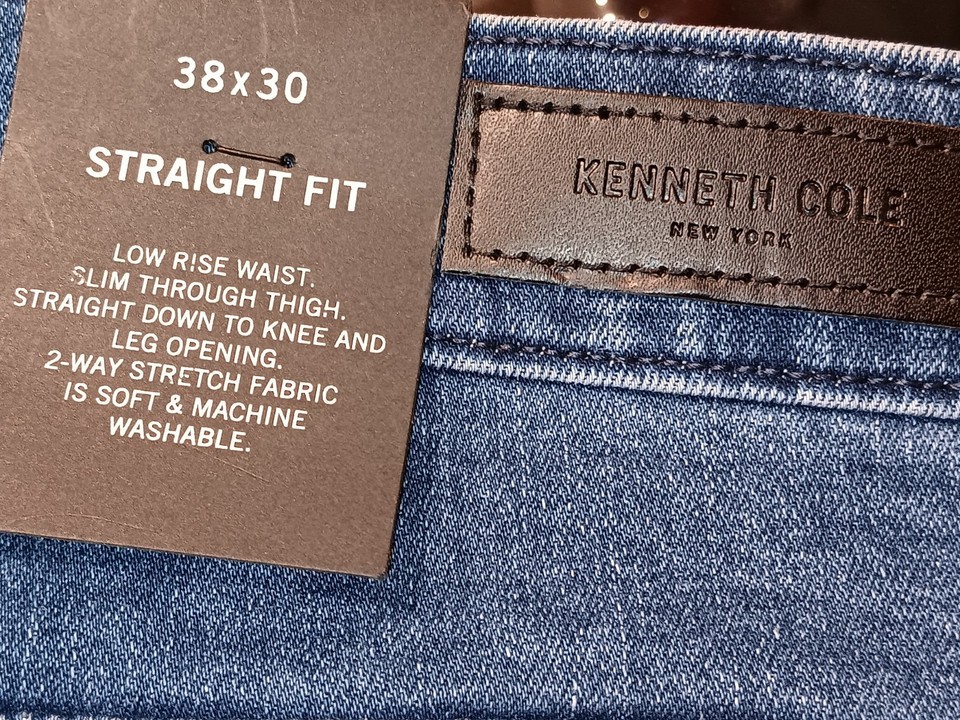 38x30
STRAIGHT FIT
LOW RISE WAIST.
SLIM THROUGH THIGH.
STRAIGHT DOWN TO KNEE AND
LEG OPENING.
2-WAY STRETCH FABRIC
IS SOFT & MACHINE
WASHABLE.
KENNETH COLE
NEW YORK